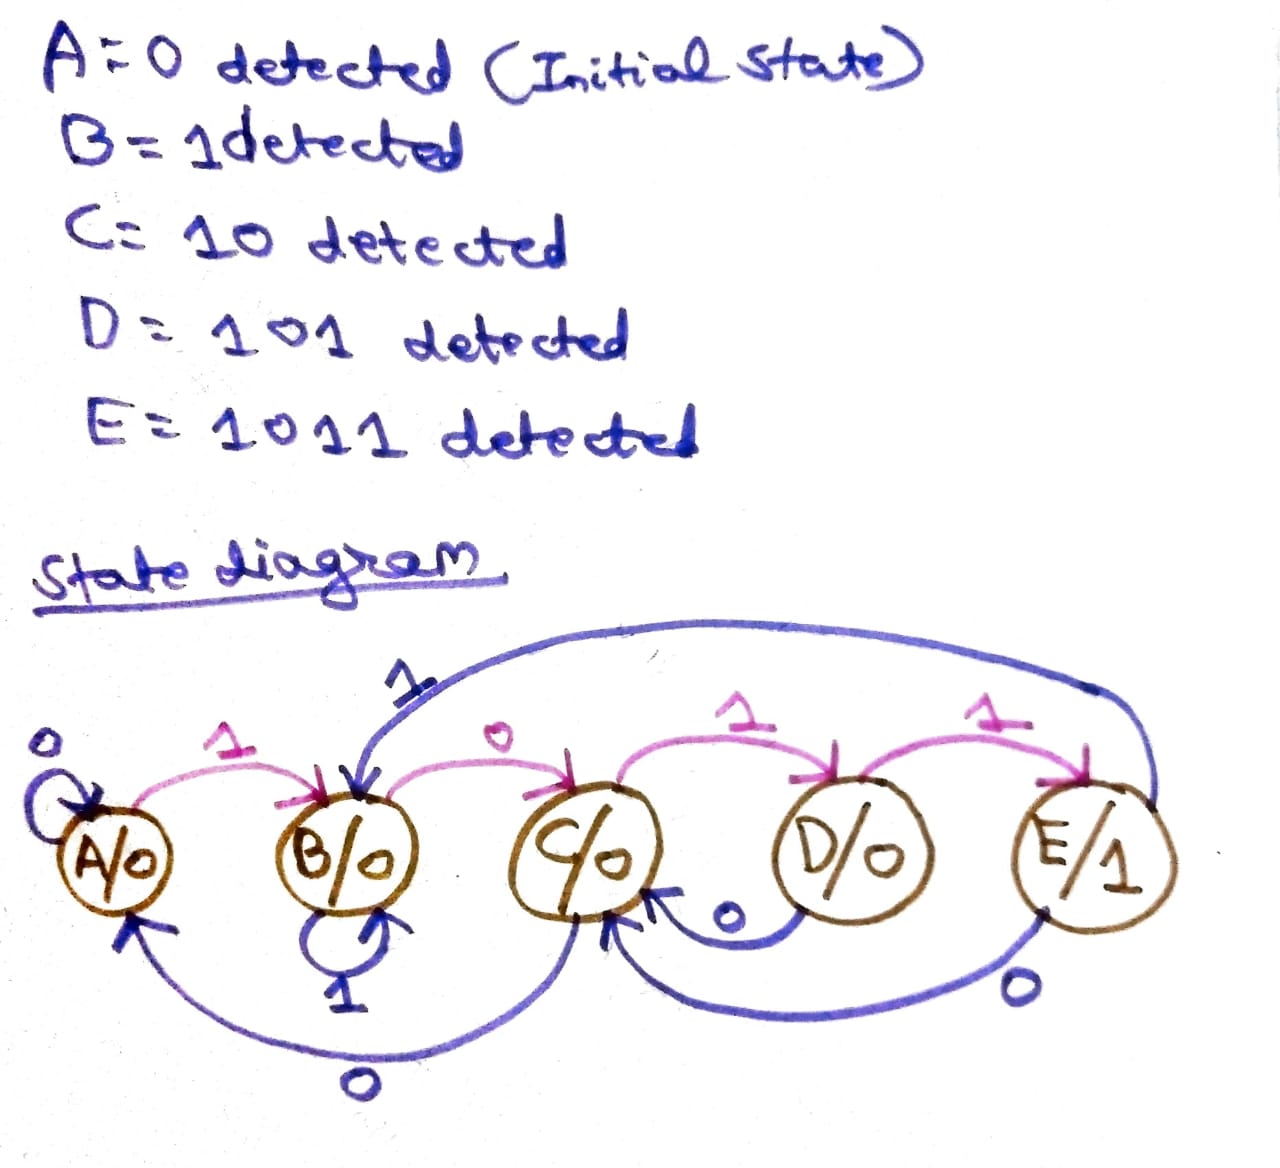 A = 0 detected (Initial state)
B = 1 detected
C = 10 detected
D = 101 detected
E = 1011 detected
State diagram
1
0 1 0 1 1
A/0 B/0 C/0 D/0 E/1
0
1 0
0